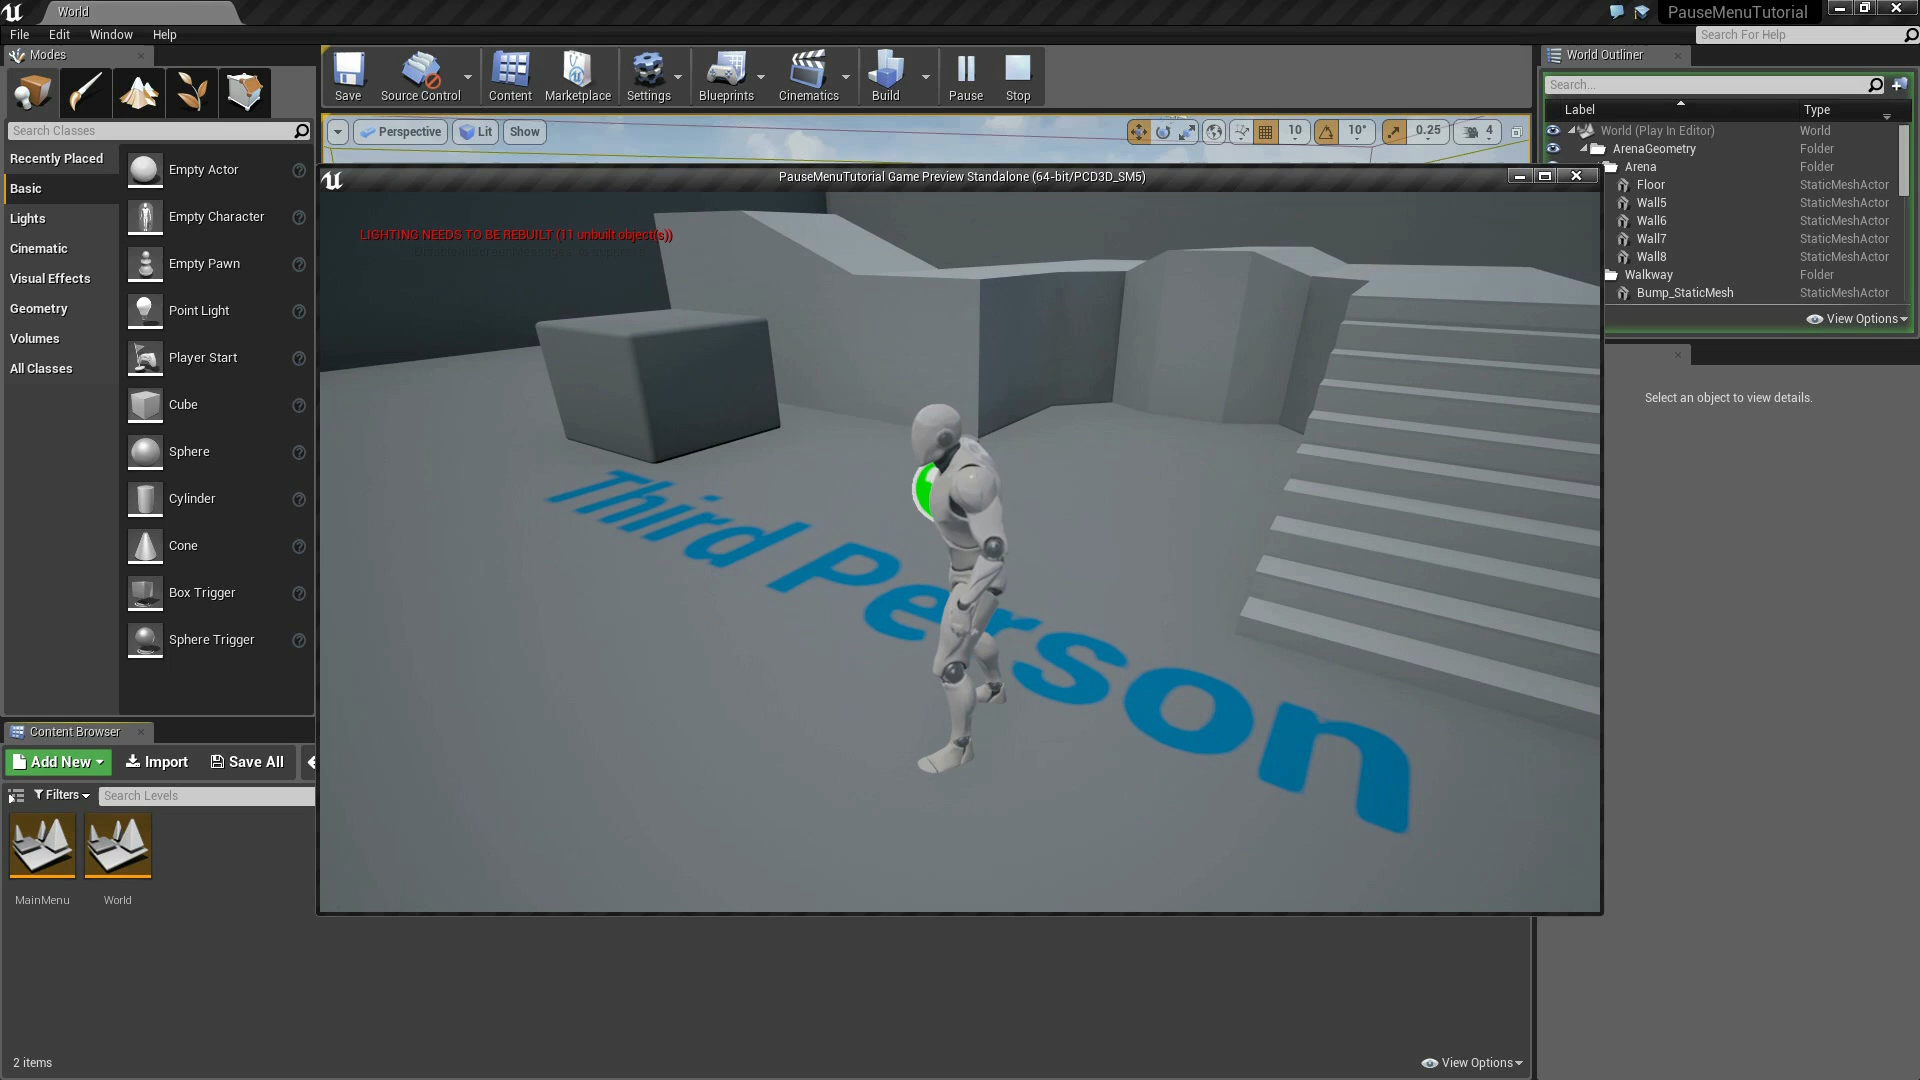 World
PauseMenuTutorial
File Edit Window Help
Search For Help
Modes
Save
Source Control
Content
Marketplace
Settings
Blueprints
Cinematics
Build
Pause
Stop
World Outliner
Search Classes
Search...
Label Type
Perspective
Lit
Show
10
10°
0.25
4
World (Play In Editor) World
ArenaGeometry Folder
Arena Folder
Floor StaticMeshActor
Wall5 StaticMeshActor
Wall6 StaticMeshActor
Wall7 StaticMeshActor
Wall8 StaticMeshActor
Walkway Folder
Bump_StaticMesh StaticMeshActor
View Options
Select an object to view details.
Recently Placed
Basic
Lights
Cinematic
Visual Effects
Geometry
Volumes
All Classes
Empty Actor
Empty Character
Empty Pawn
Point Light
Player Start
Cube
Sphere
Cylinder
Cone
Box Trigger
Sphere Trigger
PauseMenuTutorial Game Preview Standalone (64-bit/PCD3D_SM5)
LIGHTING NEEDS TO BE REBUILT (11 unbuilt object(s))
Third Person
Content Browser
Add New Import Save All
Filters Search Levels
MainMenu World
2 items
View Options